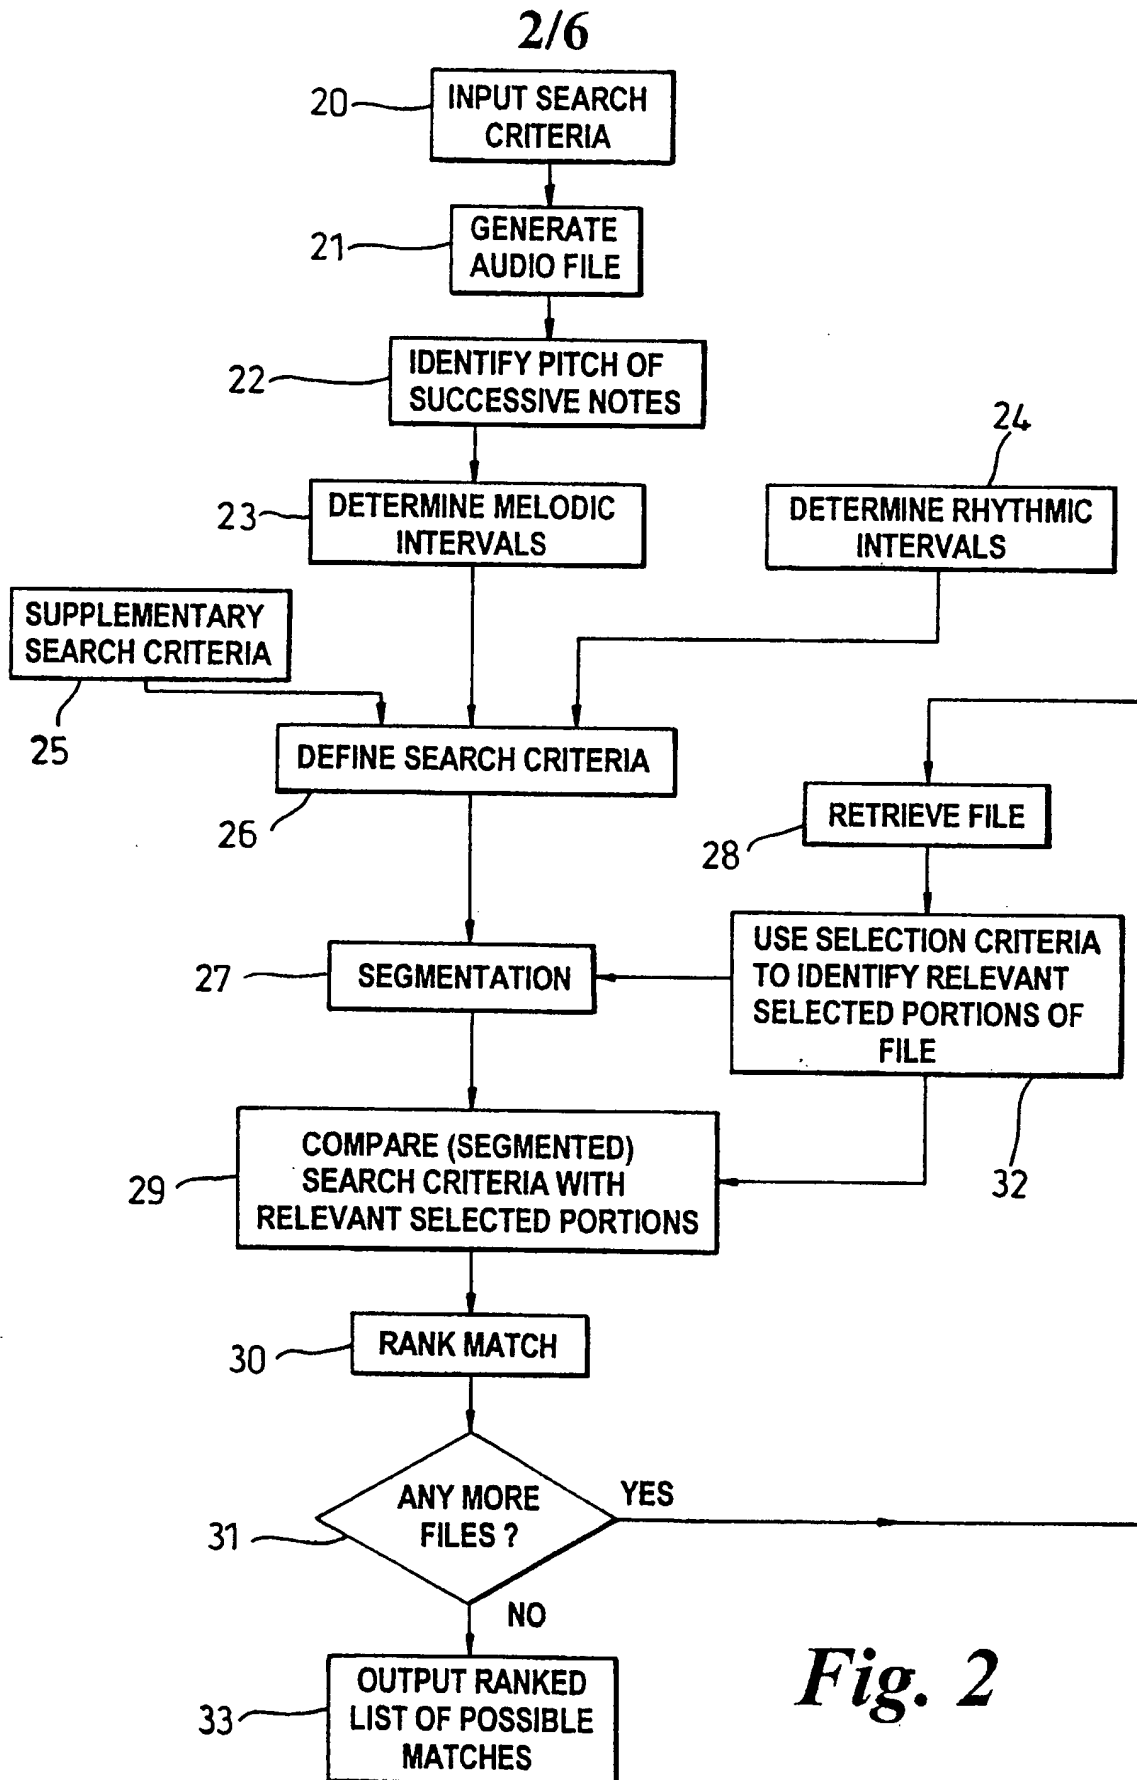 2/6
20
INPUT SEARCH
CRITERIA
21
GENERATE
AUDIO FILE
22
IDENTIFY PITCH OF
SUCCESSIVE NOTES
23
DETERMINE MELODIC
INTERVALS
24
DETERMINE RHYTHMIC
INTERVALS
SUPPLEMENTARY
SEARCH CRITERIA
25
DEFINE SEARCH CRITERIA
26
RETRIEVE FILE
28
27
SEGMENTATION
USE SELECTION CRITERIA
TO IDENTIFY RELEVANT
SELECTED PORTIONS OF
FILE
32
29
COMPARE (SEGMENTED)
SEARCH CRITERIA WITH
RELEVANT SELECTED PORTIONS
30
RANK MATCH
31
ANY MORE
FILES ?
YES
NO
33
OUTPUT RANKED
LIST OF POSSIBLE
MATCHES
Fig. 2